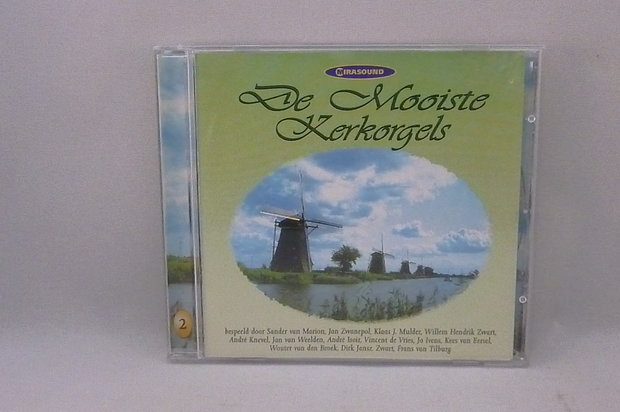 MIRASOUND
De Mooiste
Kerkorgels
bespeeld door Sander van Marion, Jan Zwanepol, Klaas J. Mulder, Willem Hendrik Zwart,
André Knevel, Jan van Weelden, Andre Isoir, Vincent de Vries, Jo Ivens, Kees van Eersel,
Wouter van den Broek, Dirk Jansz. Zwart, Frans van Tilburg
2